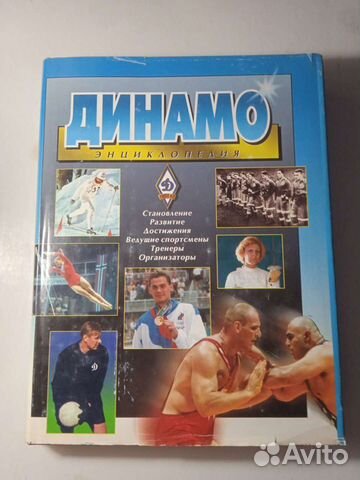 ДИНАМО
ЭНЦИКЛОПЕДИЯ
Становление
Развитие
Достижения
Ведущие спортсмены
Тренеры
Организаторы
Avito